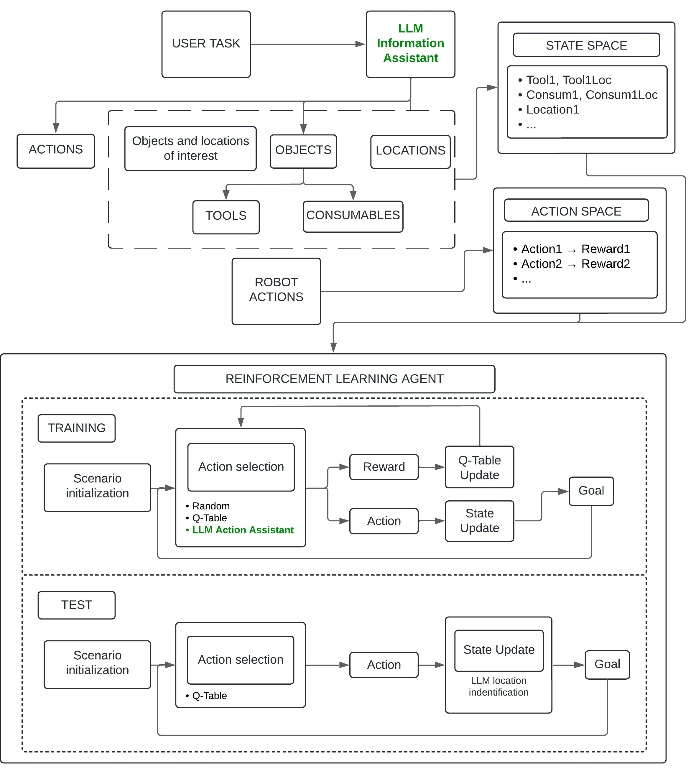 USER TASK
LLM
Information
Assistant
STATE SPACE
• Tool1, Tool1Loc
• Consum1, Consum1Loc
• Location1
• ...
ACTIONS
Objects and locations
of interest
OBJECTS
LOCATIONS
TOOLS
CONSUMABLES
ACTION SPACE
• Action1 → Reward1
• Action2 → Reward2
• ...
ROBOT
ACTIONS
REINFORCEMENT LEARNING AGENT
TRAINING
Scenario
initialization
Action selection
• Random
• Q-Table
• LLM Action Assistant
Reward
Q-Table
Update
Action
State
Update
Goal
TEST
Scenario
initialization
Action selection
• Q-Table
Action
State Update
LLM location
indentification
Goal